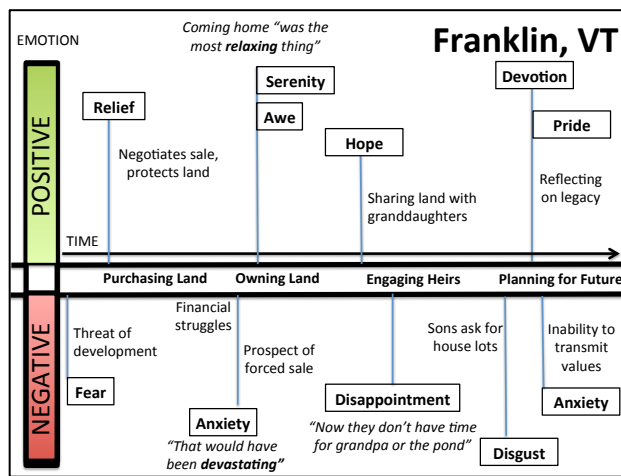 EMOTION
Coming home “was the
most relaxing thing”
Franklin, VT
POSITIVE
Relief
Negotiates sale,
protects land
Serenity
Awe
Hope
Sharing land with
granddaughters
Devotion
Pride
Reflecting
on legacy
TIME
Purchasing Land
Owning Land
Engaging Heirs
Planning for Future
NEGATIVE
Threat of
development
Fear
Financial
struggles
Prospect of
forced sale
Anxiety
“That would have
been devastating”
Disappointment
“Now they don’t have time
for grandpa or the pond”
Sons ask for
house lots
Disgust
Inability to
transmit
values
Anxiety